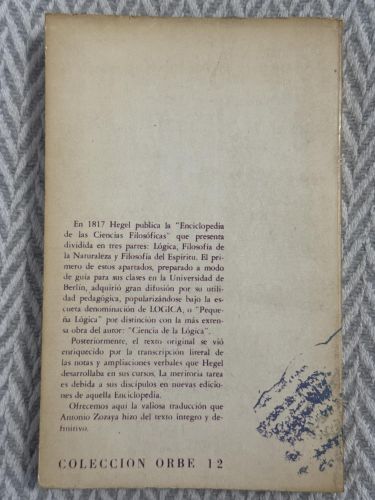 En 1817 Hegel publica la "Enciclopedia
de las Ciencias Filosóficas" que presenta
dividida en tres partes: Lógica, Filosofía de
la Naturaleza y Filosofía del Espíritu. El pri-
mero de estos apartados, preparado a modo
de guía para sus clases en la Universidad de
Berlín, adquirió gran difusión por su utili-
dad pedagógica, popularizándose bajo la es-
cueta denominación de LOGICA, o "Peque-
ña Lógica" por distinción con la más exten-
sa obra del autor: "Ciencia de la Lógica".
Posteriormente, el texto original se vió
enriquecido por la transcripción literal de
las notas y ampliaciones verbales que Hegel
desarrollaba en sus cursos. La meritoria tarea
es debida a sus discípulos en nuevas edicio-
nes de aquella Enciclopedia.
Ofrecemos aquí la valiosa traducción que
Antonio Zozaya hizo del texto íntegro y de-
finitivo.
COLECCION ORBE 12